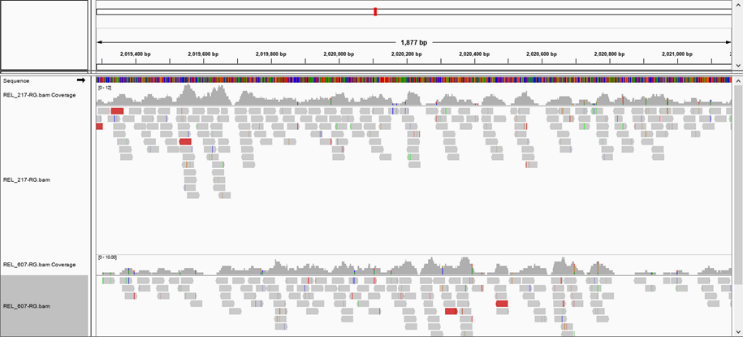 1,877 bp
2,019,400 bp 2,019,600 bp 2,019,800 bp 2,020,000 bp 2,020,200 bp 2,020,400 bp 2,020,600 bp 2,020,800 bp 2,021,000 bp 2,02
Sequence
[0 - 12]
REL_217-RG.bam Coverage
REL_217-RG.bam
[0 - 10.00]
REL_607-RG.bam Coverage
REL_607-RG.bam